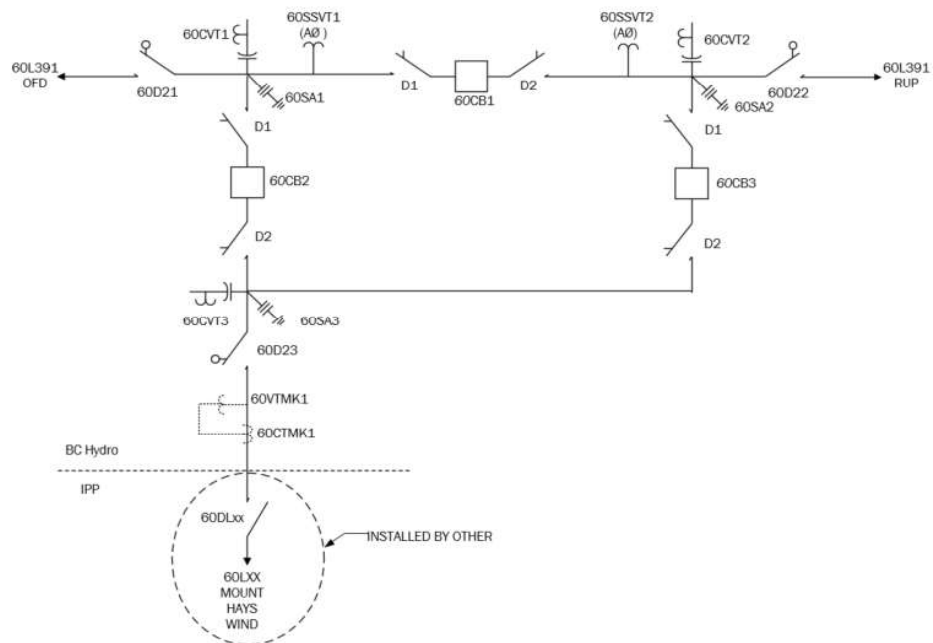 60SSVT1
(AØ )
60SSVT2
(AØ)
60CVT1
60CVT2
60L391
OFD
60D21
60SA1
D1
60CB1
D2
60SA2
60D22
60L391
RUP
D1
D1
60CB2
60CB3
D2
D2
60CVT3
60SA3
60D23
60VTMK1
60CTMK1
BC Hydro
IPP
60DLxx
INSTALLED BY OTHER
60LXX
MOUNT
HAYS
WIND